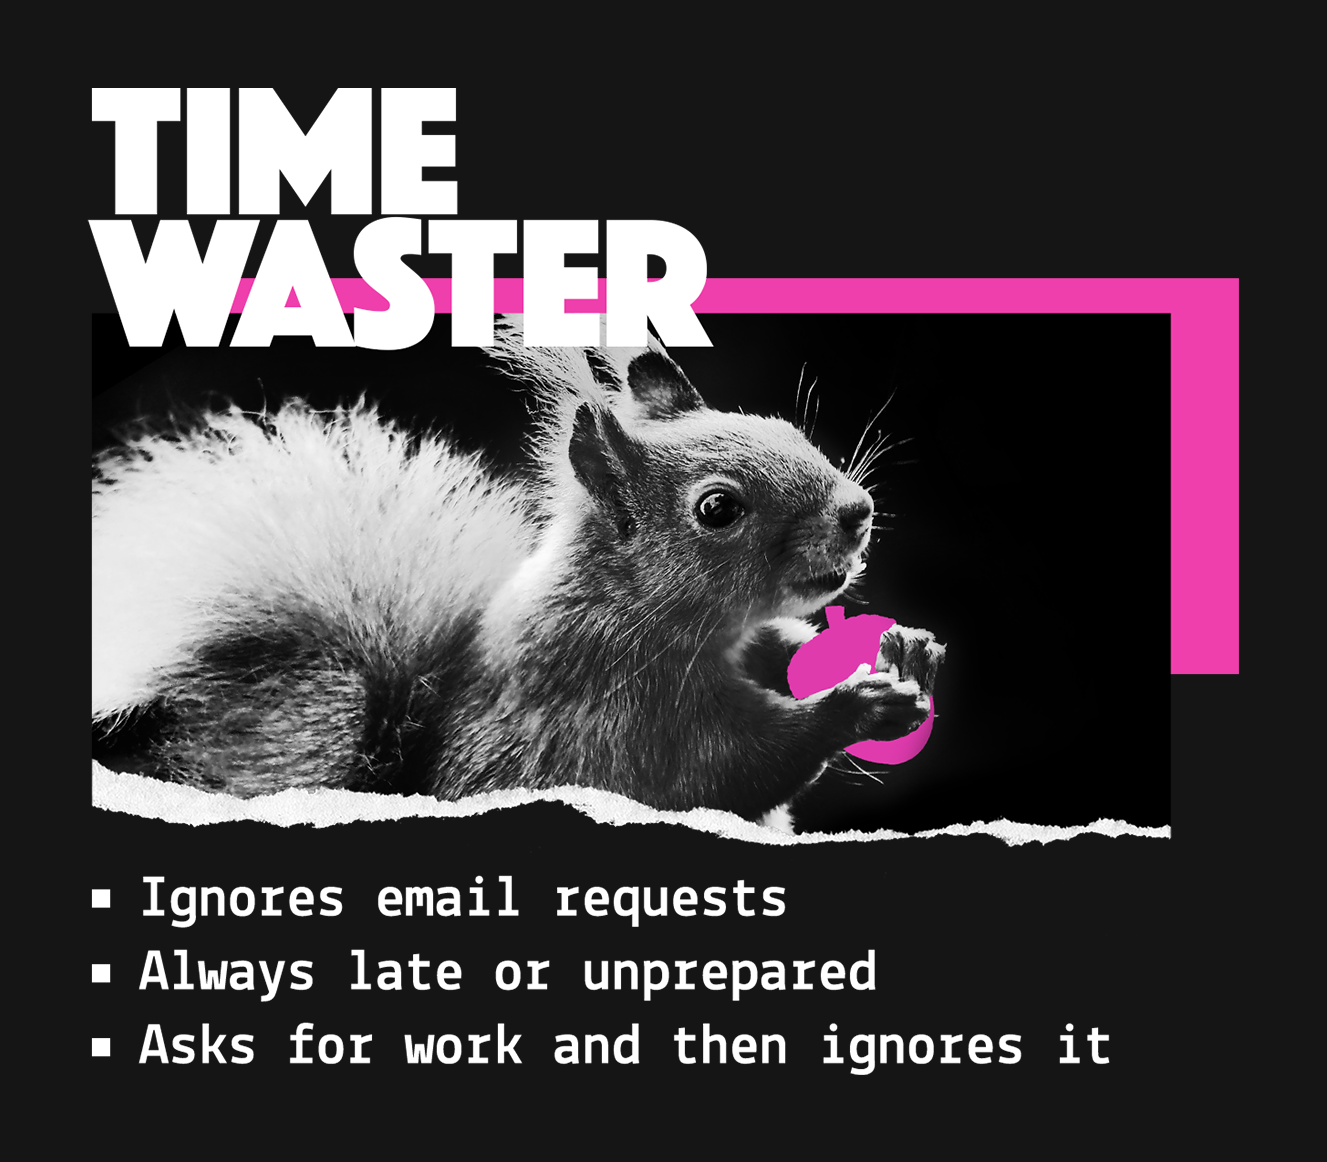 TIME
WASTER
▪ Ignores email requests
▪ Always late or unprepared
▪ Asks for work and then ignores it